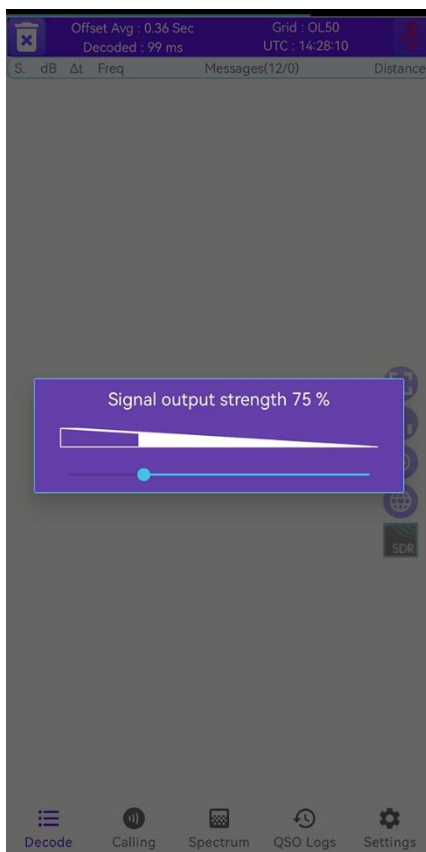 Offset Avg : 0.36 Sec
Grid : OL50
Decoded : 99 ms
UTC : 14:28:10
S. dB Δt Freq Messages(12/0) Distance
Signal output strength 75 %
SDR
Decode Calling Spectrum QSO Logs Settings